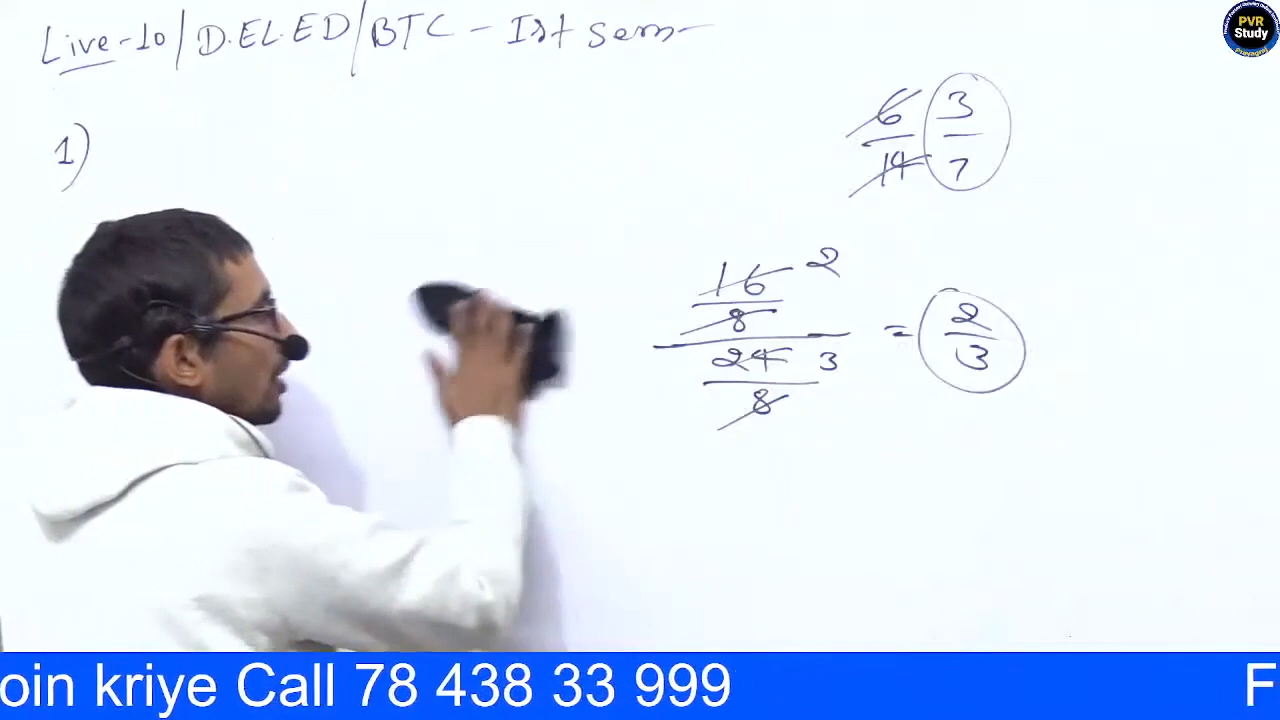 Live-10/D.EL.ED/BTC - Ist sem
1)
6 3
14 7
16 2
8
24 3
8
= 2
3
PVR
Study
Prayagraj
oin kriye Call 78 438 33 999
F